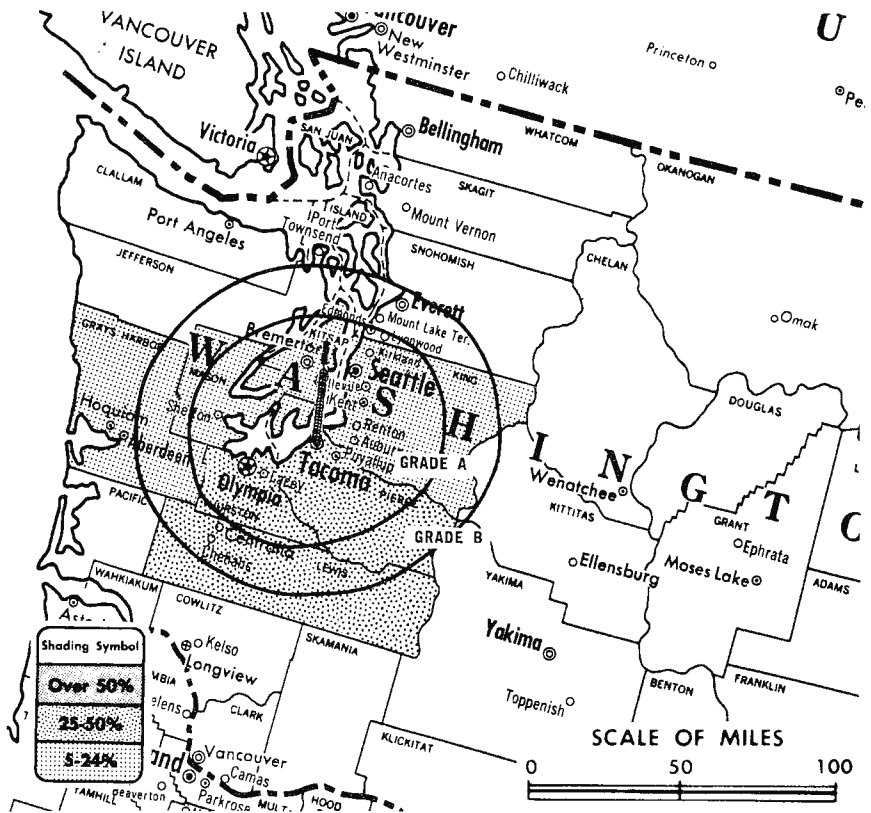 VANCOUVER
ISLAND
New
Westminster
Chilliwack
Princeton
U
Victoria
SAN JUAN
Bellingham
WHATCOM
OKANOGAN
CLALLAM
Anacortes
SKAGIT
Port Angeles
ISLAND
Port
Townsend
Mount Vernon
JEFFERSON
SNOHOMISH
CHELAN
Everett
Edmonds
Mount Lake Ter.
Lynnwood
Omak
GRAYS HARBOR
W
Bremerton
KITSAP
Kirkland
MASON
A
Seattle
KING
Kent
S
DOUGLAS
Hoquiam
Shelton
Renton
H
Aberdeen
Auburn
Puyallup
GRADE A
I
N
Tacoma
Olympia
Lacey
PIERCE
Wenatchee
G
T
PACIFIC
KITTITAS
GRANT
O
Centralia
GRADE B
Ephrata
Chehalis
LEWIS
Ellensburg
Moses Lake
WAHKIAKUM
YAKIMA
ADAMS
COWLITZ
SKAMANIA
Yakima
Shading Symbol
Kelso
Longview
Over 50%
BENTON
FRANKLIN
25-50%
CLARK
Toppenish
5-24%
KLICKITAT
SCALE OF MILES
Vancouver
Camas
0 50 100
Parkrose
HOOD